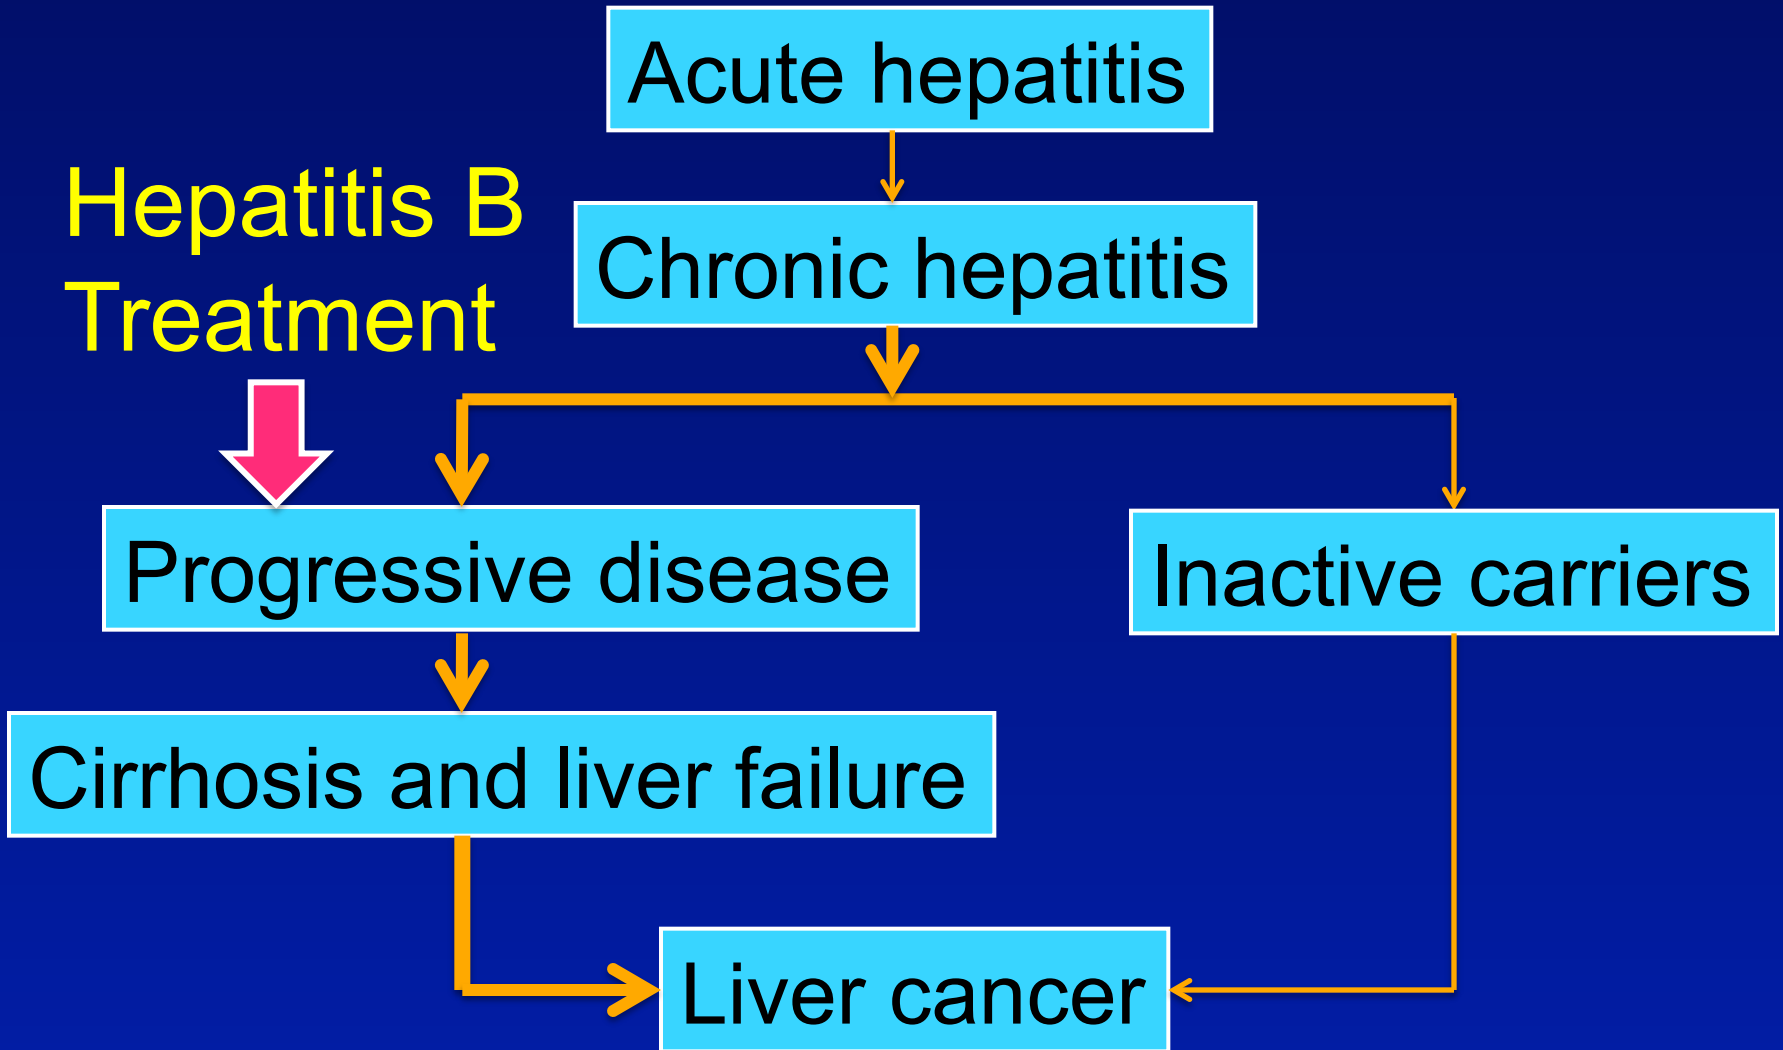 Acute hepatitis
Hepatitis B
Treatment
Chronic hepatitis
Progressive disease
Inactive carriers
Cirrhosis and liver failure
Liver cancer